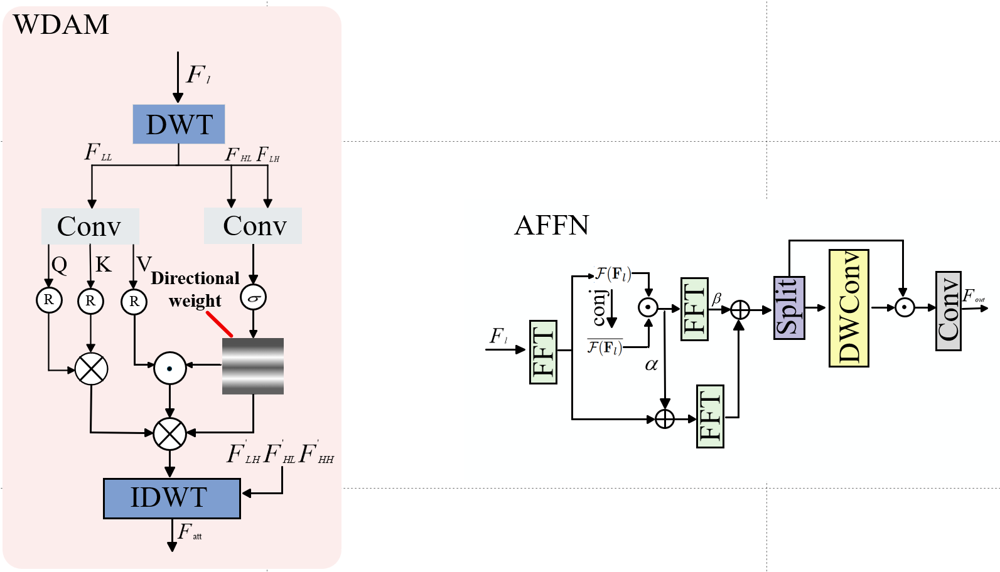 WDAM
F_l
DWT
F_LL
F_HL F_LH
Conv
Conv
Q
K
V
Directional
weight
R
R
R
σ
F'_LH F'_HL F'_HH
IDWT
F_att
AFFN
F_l
FFT
F(F_l)
conj
F(F_l)
α
FFT
β
FFT
Split
DWConv
Conv
F_out